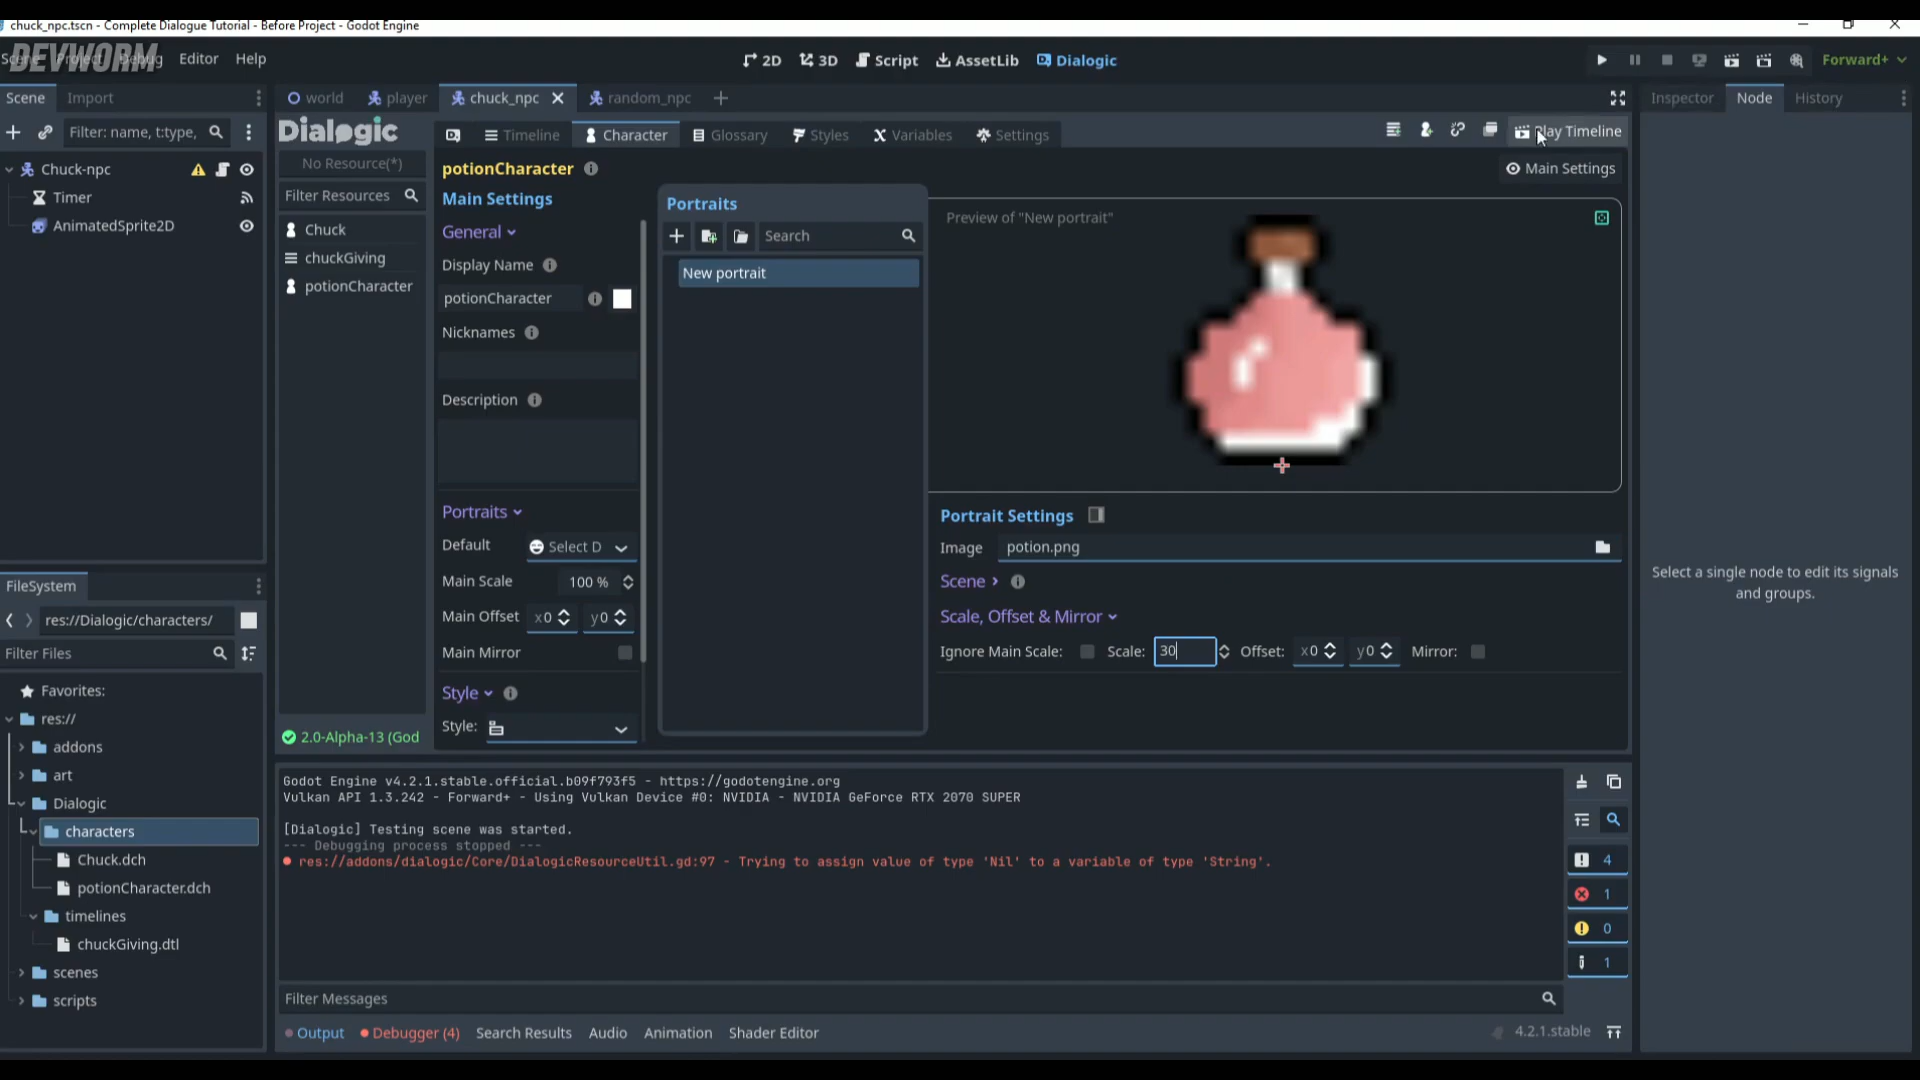 chuck_npc.tscn - Complete Dialogue Tutorial - Before Project - Godot Engine
DEVWORM
Scene Project Debug Editor Help
2D 3D Script AssetLib Dialogic
Forward+
Scene Import
world player chuck_npc random_npc
Inspector Node History
Filter: name, t:type,
Dialogic
Timeline Character Glossary Styles Variables Settings
Play Timeline
No Resource(*)
potionCharacter
Main Settings
Chuck-npc
Timer
AnimatedSprite2D
Filter Resources
Chuck
chuckGiving
potionCharacter
Main Settings
General
Display Name
potionCharacter
Nicknames
Description
Portraits
Default Select D
Main Scale 100 %
Main Offset x0 y0
Main Mirror
Style
Style:
Portraits
Search
New portrait
Preview of "New portrait"
Portrait Settings
Image potion.png
Scene
Scale, Offset & Mirror
Ignore Main Scale: Scale: 30 Offset: x0 y0 Mirror:
Select a single node to edit its signals
and groups.
2.0-Alpha-13 (God
FileSystem
res://Dialogic/characters/
Filter Files
Favorites:
res://
addons
art
Dialogic
characters
Chuck.dch
potionCharacter.dch
timelines
chuckGiving.dtl
scenes
scripts
Godot Engine v4.2.1.stable.official.b09f793f5 - https://godotengine.org
Vulkan API 1.3.242 - Forward+ - Using Vulkan Device #0: NVIDIA - NVIDIA GeForce RTX 2070 SUPER
[Dialogic] Testing scene was started.
--- Debugging process stopped ---
res://addons/dialogic/Core/DialogicResourceUtil.gd:97 - Trying to assign value of type 'Nil' to a variable of type 'String'.
4
1
0
1
Filter Messages
Output Debugger (4) Search Results Audio Animation Shader Editor
4.2.1.stable